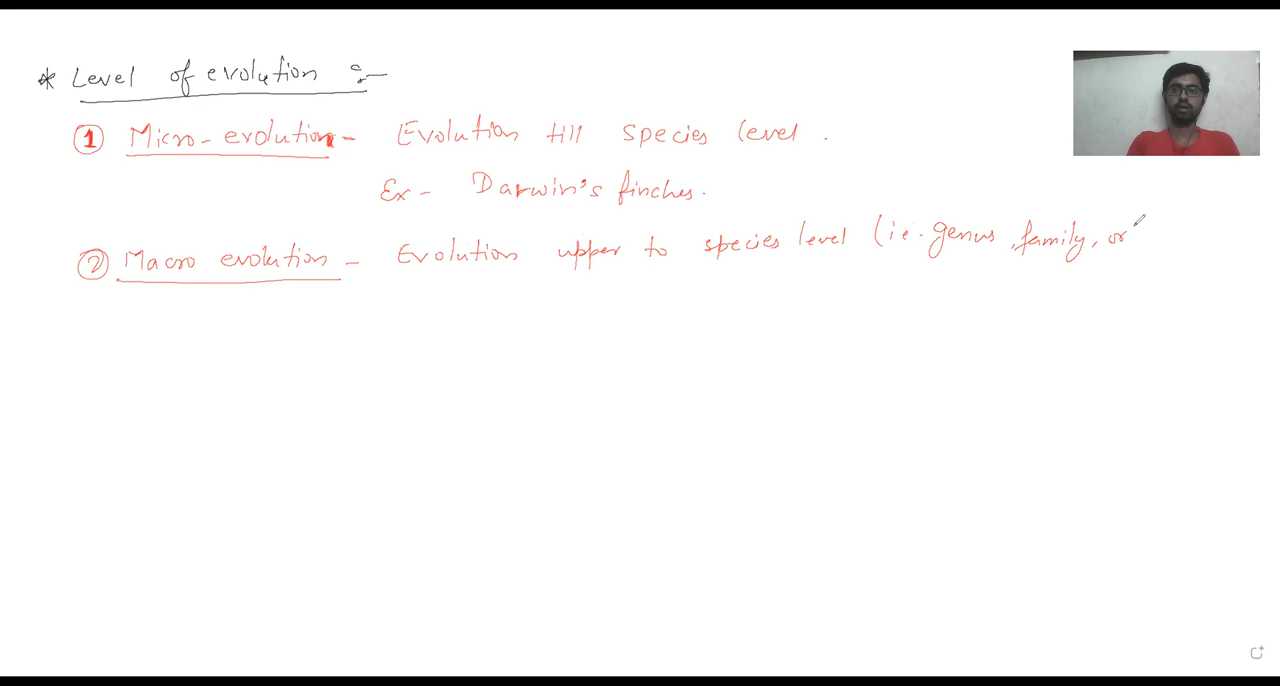 * Level of evolution :-
① Micro-evolution - Evolution till species level.
Ex - Darwin's finches.
② Macro evolution - Evolution upper to species level (i.e. genus, family, or